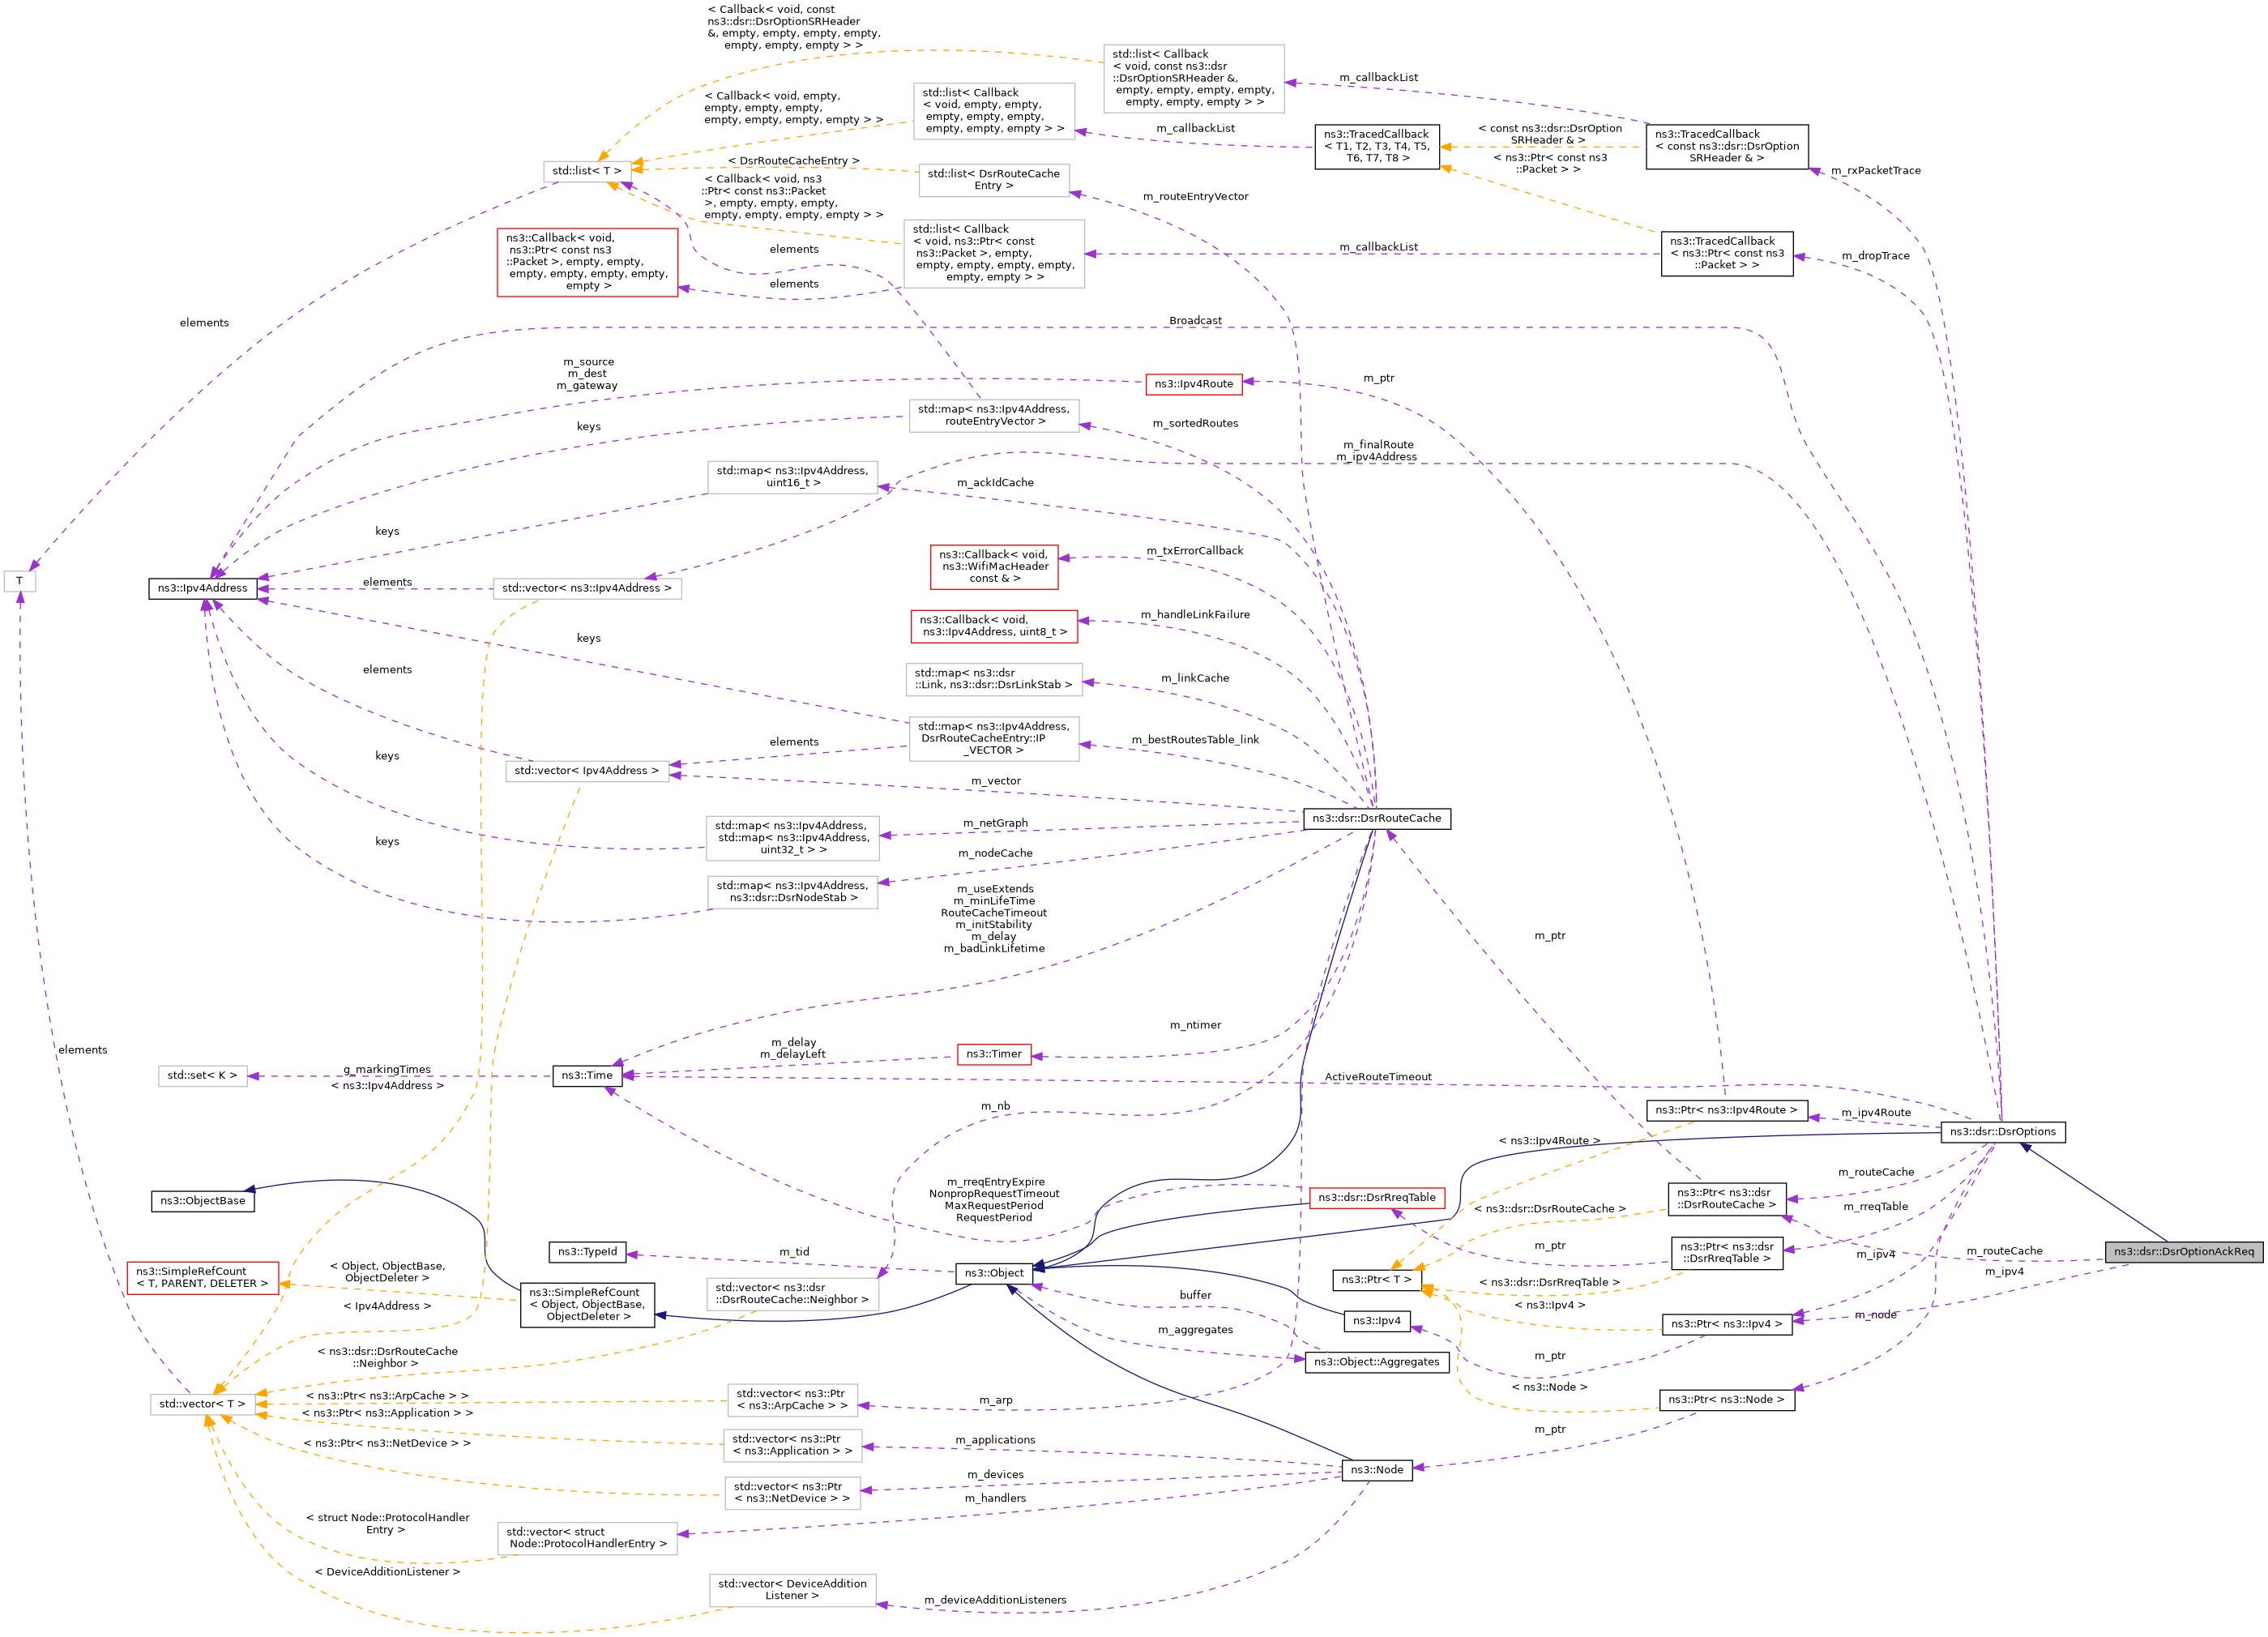 < Callback< void, const
ns3::dsr::DsrOptionSRHeader
&, empty, empty, empty, empty,
empty, empty, empty > >
std::list< Callback
< void, const ns3::dsr
::DsrOptionSRHeader &,
empty, empty, empty, empty,
empty, empty, empty > >
m_callbackList
< Callback< void, empty,
empty, empty, empty,
empty, empty, empty, empty > >
std::list< Callback
< void, empty, empty,
empty, empty, empty,
empty, empty, empty > >
m_callbackList
ns3::TracedCallback
< T1, T2, T3, T4, T5,
T6, T7, T8 >
< const ns3::dsr::DsrOption
SRHeader & >
ns3::TracedCallback
< const ns3::dsr::DsrOption
SRHeader & >
< ns3::Ptr< const ns3
::Packet > >
m_rxPacketTrace
std::list< T >
< DsrRouteCacheEntry >
std::list< DsrRouteCache
Entry >
m_routeEntryVector
< Callback< void, ns3
::Ptr< const ns3::Packet
>, empty, empty, empty,
empty, empty, empty, empty > >
std::list< Callback
< void, ns3::Ptr< const
ns3::Packet >, empty,
empty, empty, empty, empty,
empty, empty > >
m_callbackList
ns3::TracedCallback
< ns3::Ptr< const ns3
::Packet > >
m_dropTrace
ns3::Callback< void,
ns3::Ptr< const ns3
::Packet >, empty, empty,
empty, empty, empty, empty,
empty >
elements
elements
elements
Broadcast
m_source
m_dest
m_gateway
ns3::Ipv4Route
m_ptr
std::map< ns3::Ipv4Address,
routeEntryVector >
keys
m_sortedRoutes
m_finalRoute
m_ipv4Address
std::map< ns3::Ipv4Address,
uint16_t >
m_ackIdCache
keys
ns3::Callback< void,
ns3::WifiMacHeader
const & >
m_txErrorCallback
T
ns3::Ipv4Address
elements
std::vector< ns3::Ipv4Address >
ns3::Callback< void,
ns3::Ipv4Address, uint8_t >
m_handleLinkFailure
keys
std::map< ns3::dsr
::Link, ns3::dsr::DsrLinkStab >
m_linkCache
elements
std::map< ns3::Ipv4Address,
DsrRouteCacheEntry::IP
_VECTOR >
m_bestRoutesTable_link
elements
keys
std::vector< Ipv4Address >
m_vector
ns3::dsr::DsrRouteCache
std::map< ns3::Ipv4Address,
std::map< ns3::Ipv4Address,
uint32_t > >
m_netGraph
keys
m_nodeCache
std::map< ns3::Ipv4Address,
ns3::dsr::DsrNodeStab >
m_useExtends
m_minLifeTime
RouteCacheTimeout
m_initStability
m_delay
m_badLinkLifetime
m_ptr
m_ntimer
m_delay
m_delayLeft
ns3::Timer
elements
std::set< K >
g_markingTimes
ns3::Time
ActiveRouteTimeout
< ns3::Ipv4Address >
m_nb
ns3::Ptr< ns3::Ipv4Route >
m_ipv4Route
ns3::dsr::DsrOptions
< ns3::Ipv4Route >
ns3::ObjectBase
m_rreqEntryExpire
NonpropRequestTimeout
MaxRequestPeriod
RequestPeriod
ns3::dsr::DsrRreqTable
ns3::Ptr< ns3::dsr
::DsrRouteCache >
m_routeCache
< ns3::dsr::DsrRouteCache >
m_rreqTable
ns3::TypeId
m_tid
m_ptr
ns3::Ptr< ns3::dsr
::DsrRreqTable >
m_ipv4
m_routeCache
ns3::dsr::DsrOptionAckReq
ns3::SimpleRefCount
< T, PARENT, DELETER >
< Object, ObjectBase,
ObjectDeleter >
ns3::Object
ns3::Ptr< T >
< ns3::dsr::DsrRreqTable >
m_ipv4
ns3::SimpleRefCount
< Object, ObjectBase,
ObjectDeleter >
std::vector< ns3::dsr
::DsrRouteCache::Neighbor >
buffer
< Ipv4Address >
< ns3::Ipv4 >
m_node
ns3::Ipv4
ns3::Ptr< ns3::Ipv4 >
m_aggregates
< ns3::dsr::DsrRouteCache
::Neighbor >
ns3::Object::Aggregates
m_ptr
< ns3::Node >
std::vector< T >
< ns3::Ptr< ns3::ArpCache > >
std::vector< ns3::Ptr
< ns3::ArpCache > >
m_arp
ns3::Ptr< ns3::Node >
< ns3::Ptr< ns3::Application > >
m_ptr
std::vector< ns3::Ptr
< ns3::Application > >
m_applications
< ns3::Ptr< ns3::NetDevice > >
ns3::Node
m_devices
std::vector< ns3::Ptr
< ns3::NetDevice > >
m_handlers
< struct Node::ProtocolHandler
Entry >
std::vector< struct
Node::ProtocolHandlerEntry >
< DeviceAdditionListener >
std::vector< DeviceAddition
Listener >
m_deviceAdditionListeners